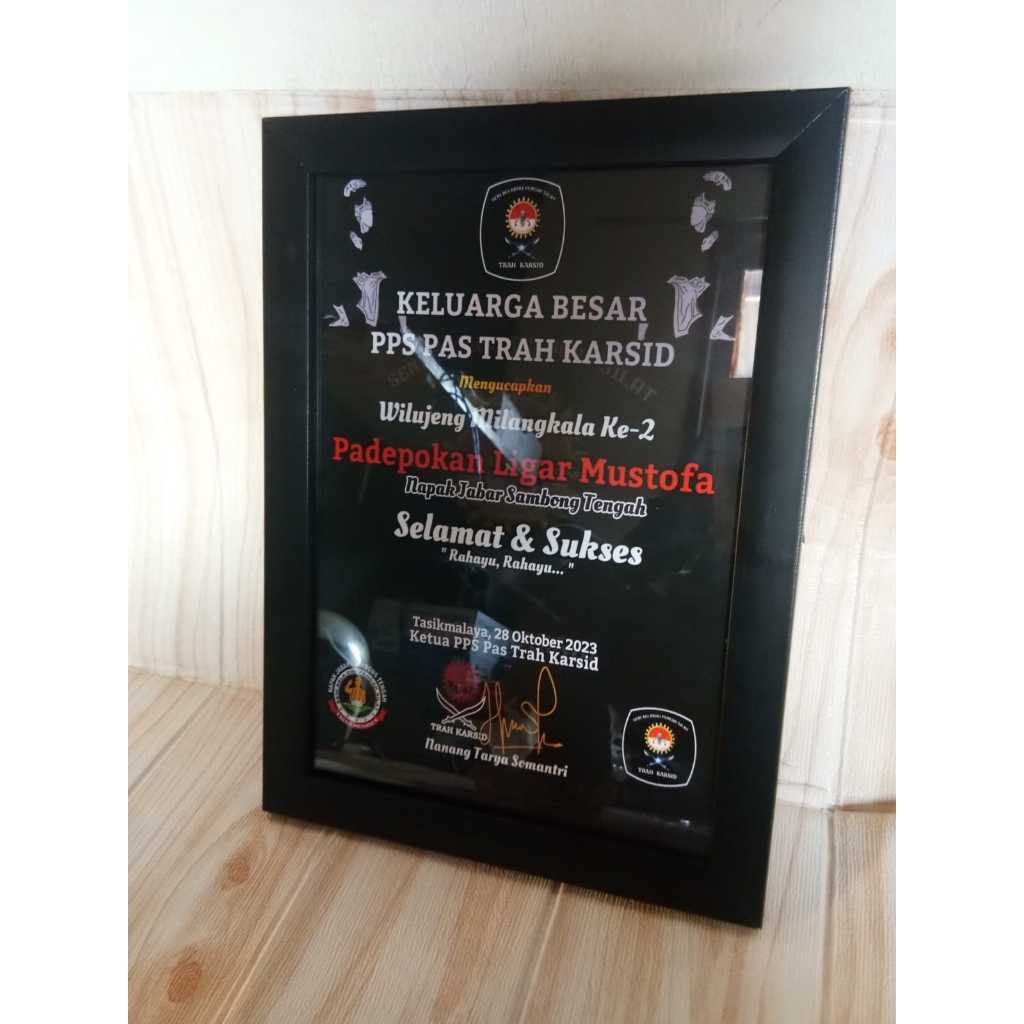 TRAH KARSID
KELUARGA BESAR
PPS PAS TRAH KARSID
Mengucapkan
Wilujeng Milangkala Ke-2
Padepokan Ligar Mustofa
Napak Jabar Sambong Tengah
Selamat & Sukses
" Rahayu, Rahayu... "
Tasikmalaya, 28 Oktober 2023
Ketua PPS Pas Trah Karsid
TRAH KARSID
Nanang Tarya Somantri
TRAH KARSID